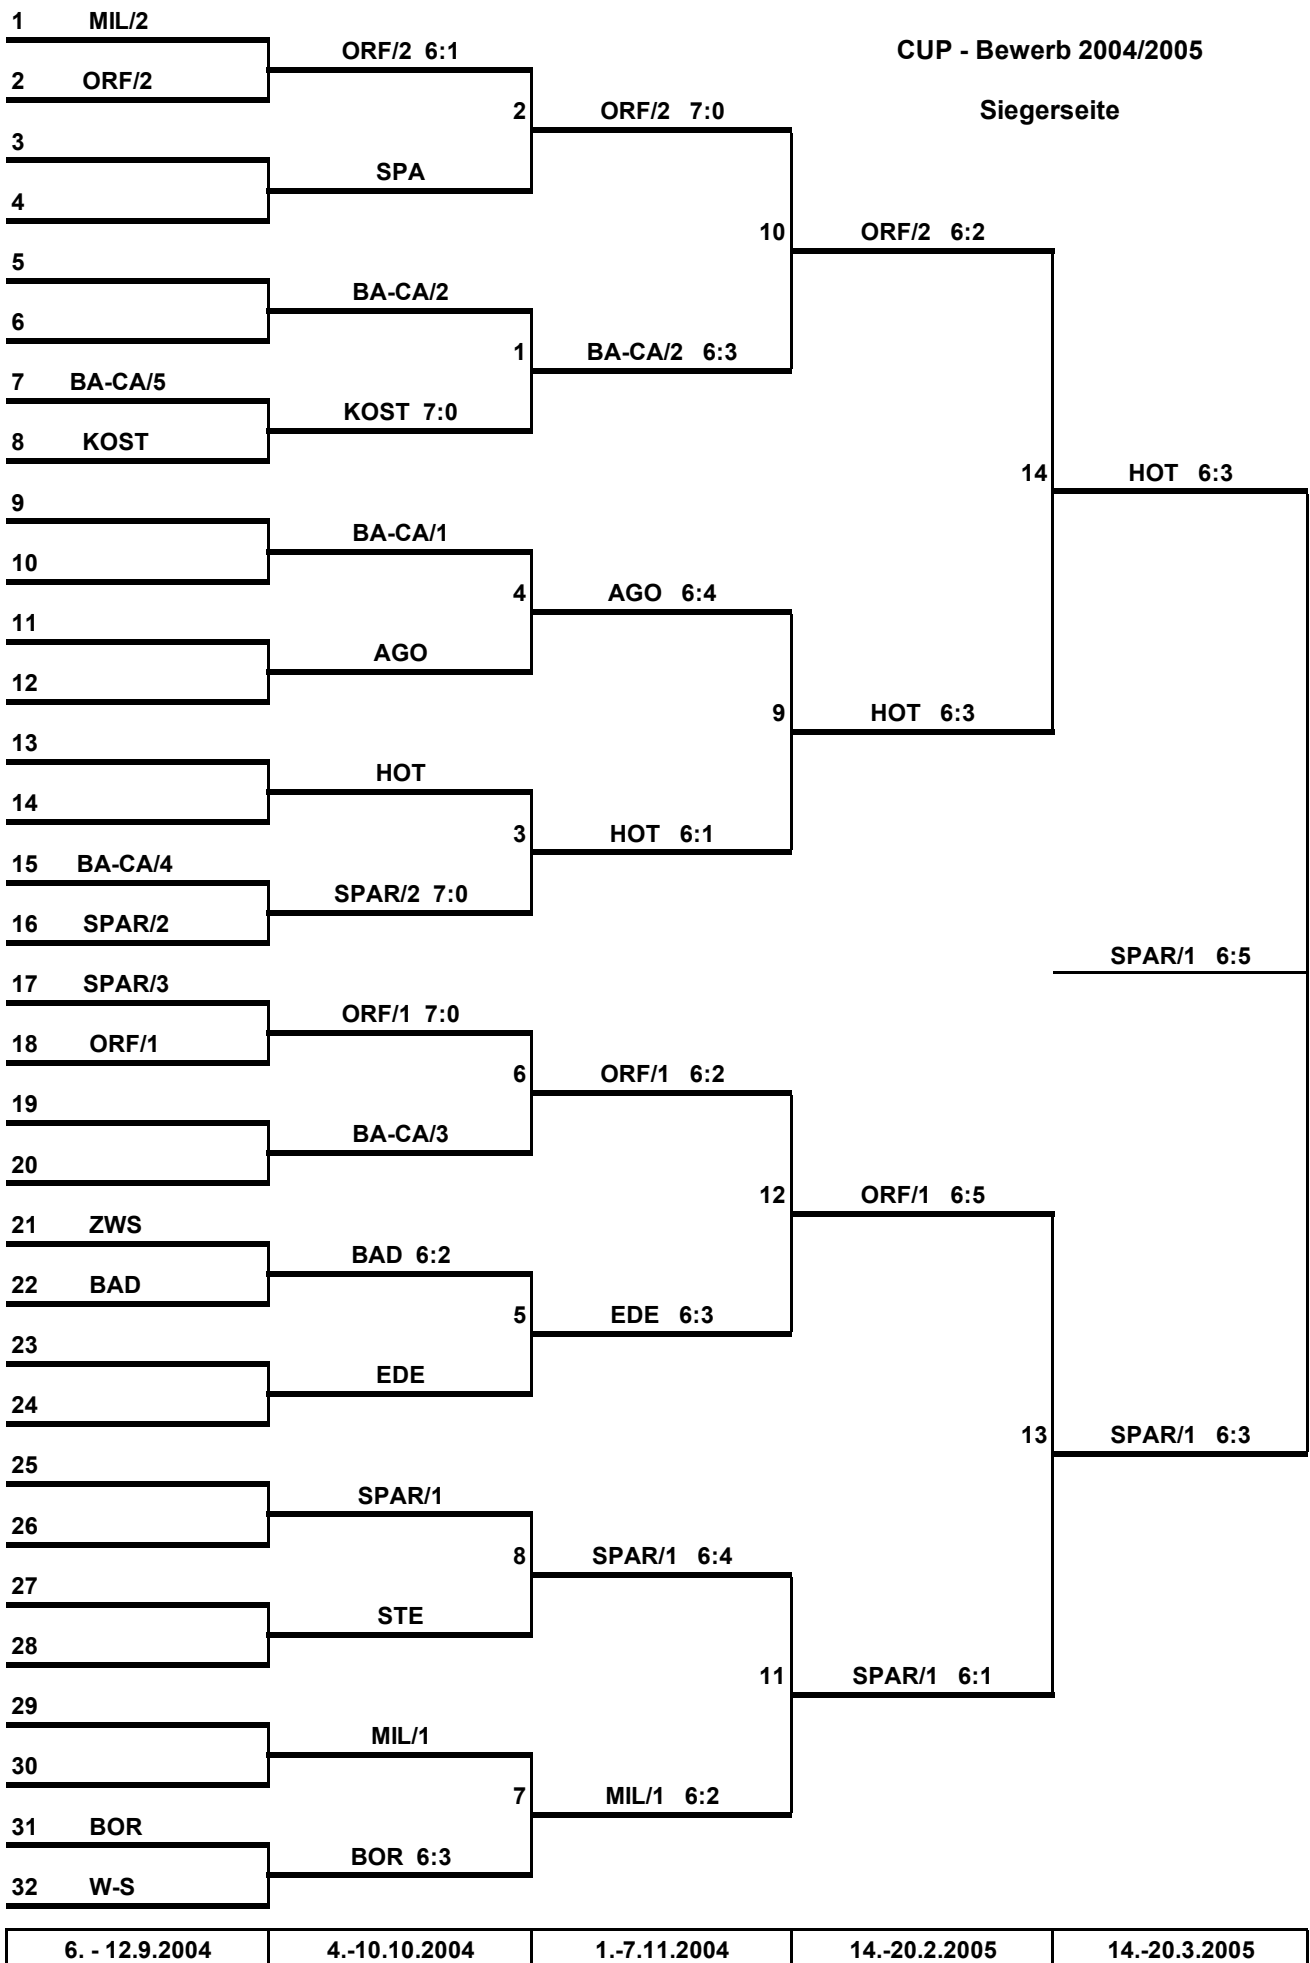 1 MIL/2
ORF/2 6:1
CUP - Bewerb 2004/2005
2 ORF/2
2 ORF/2 7:0
Siegerseite
3
SPA
4
10 ORF/2 6:2
5
BA-CA/2
6
1 BA-CA/2 6:3
7 BA-CA/5
KOST 7:0
8 KOST
14 HOT 6:3
9
BA-CA/1
10
4 AGO 6:4
11
AGO
12
9 HOT 6:3
13
HOT
14
3 HOT 6:1
15 BA-CA/4
SPAR/2 7:0
16 SPAR/2
SPAR/1 6:5
17 SPAR/3
ORF/1 7:0
18 ORF/1
6 ORF/1 6:2
19
BA-CA/3
20
12 ORF/1 6:5
21 ZWS
BAD 6:2
22 BAD
5 EDE 6:3
23
EDE
24
13 SPAR/1 6:3
25
SPAR/1
26
8 SPAR/1 6:4
27
STE
28
11 SPAR/1 6:1
29
MIL/1
30
7 MIL/1 6:2
31 BOR
BOR 6:3
32 W-S
6. - 12.9.2004 4.-10.10.2004 1.-7.11.2004 14.-20.2.2005 14.-20.3.2005